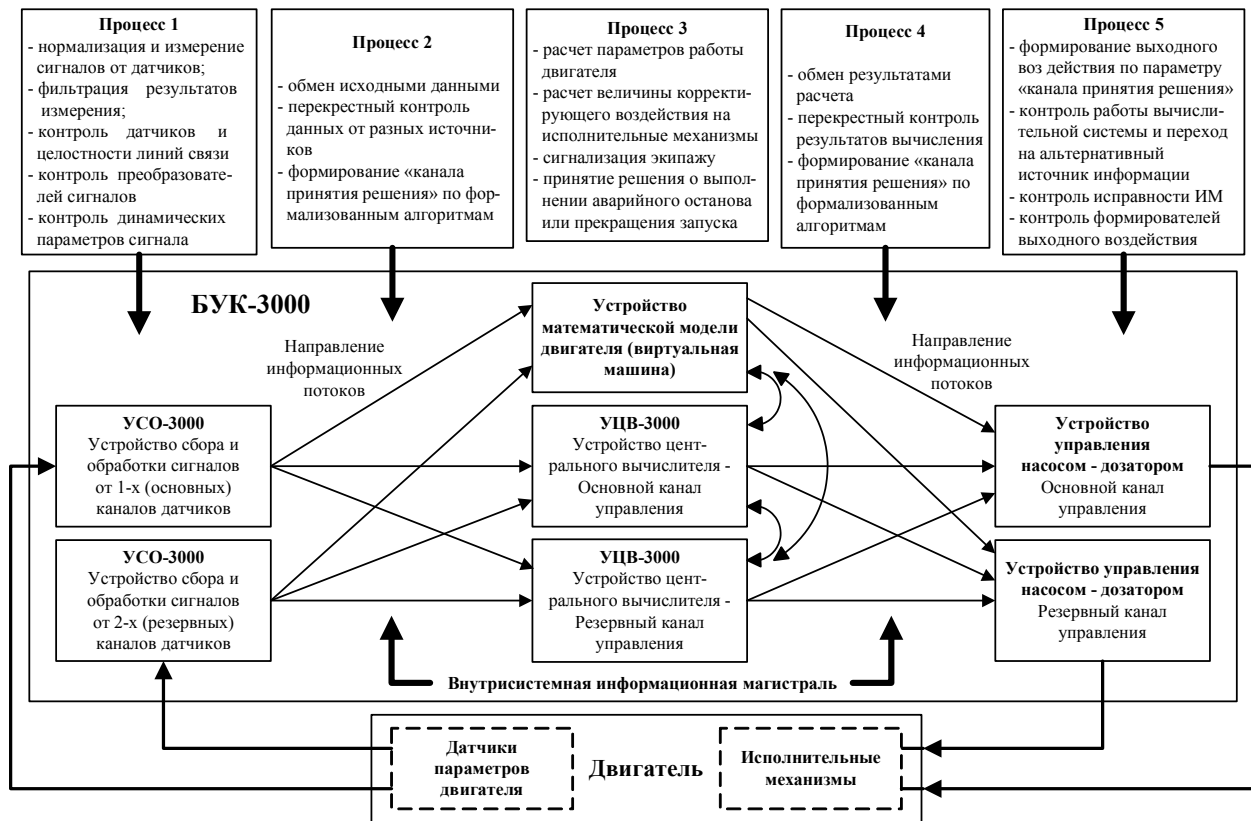 Процесс 1
- нормализация и измерение
сигналов от датчиков;
- фильтрация результатов
измерения;
- контроль датчиков и
целостности линий связи
- контроль преобразова-
телей сигналов
- контроль динамических
параметров сигнала
Процесс 2
- обмен исходными данными
- перекрестный контроль
данных от разных источни-
ков
- формирование «канала
принятия решения» по фор-
мализованным алгоритмам
Процесс 3
- расчет параметров работы
двигателя
- расчет величины корректи-
рующего воздействия на
исполнительные механизмы
- сигнализация экипажу
- принятие решения о выпол-
нении аварийного останова
или прекращения запуска
Процесс 4
- обмен результатами
расчета
- перекрестный контроль
результатов вычисления
- формирование «канала
принятия решения» по
формализованным
алгоритмам
Процесс 5
- формирование выходного
воз действия по параметру
«канала принятия решения»
- контроль работы вычисли-
тельной системы и переход
на альтернативный
источник информации
- контроль исправности ИМ
- контроль формирователей
выходного воздействия
БУК-3000
Направление
информационных
потоков
Устройство
математической модели
двигателя (виртуальная
машина)
Направление
информационных
потоков
УСО-3000
Устройство сбора и
обработки сигналов
от 1-х (основных)
каналов датчиков
УЦВ-3000
Устройство цент-
рального вычислителя -
Основной канал
управления
Устройство
управления
насосом - дозатором
Основной канал
управления
УСО-3000
Устройство сбора и
обработки сигналов
от 2-х (резервных)
каналов датчиков
УЦВ-3000
Устройство цент-
рального вычислителя -
Резервный канал
управления
Устройство управления
насосом - дозатором
Резервный канал
управления
Внутрисистемная информационная магистраль
Датчики
параметров
двигателя
Двигатель
Исполнительные
механизмы